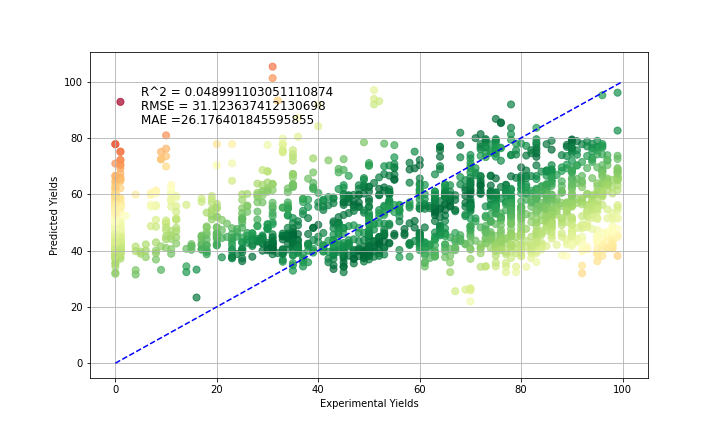 R^2 = 0.048991103051110874
RMSE = 31.123637412130698
MAE =26.176401845595855
100
80
60
40
20
0
Predicted Yields
0 20 40 60 80 100
Experimental Yields